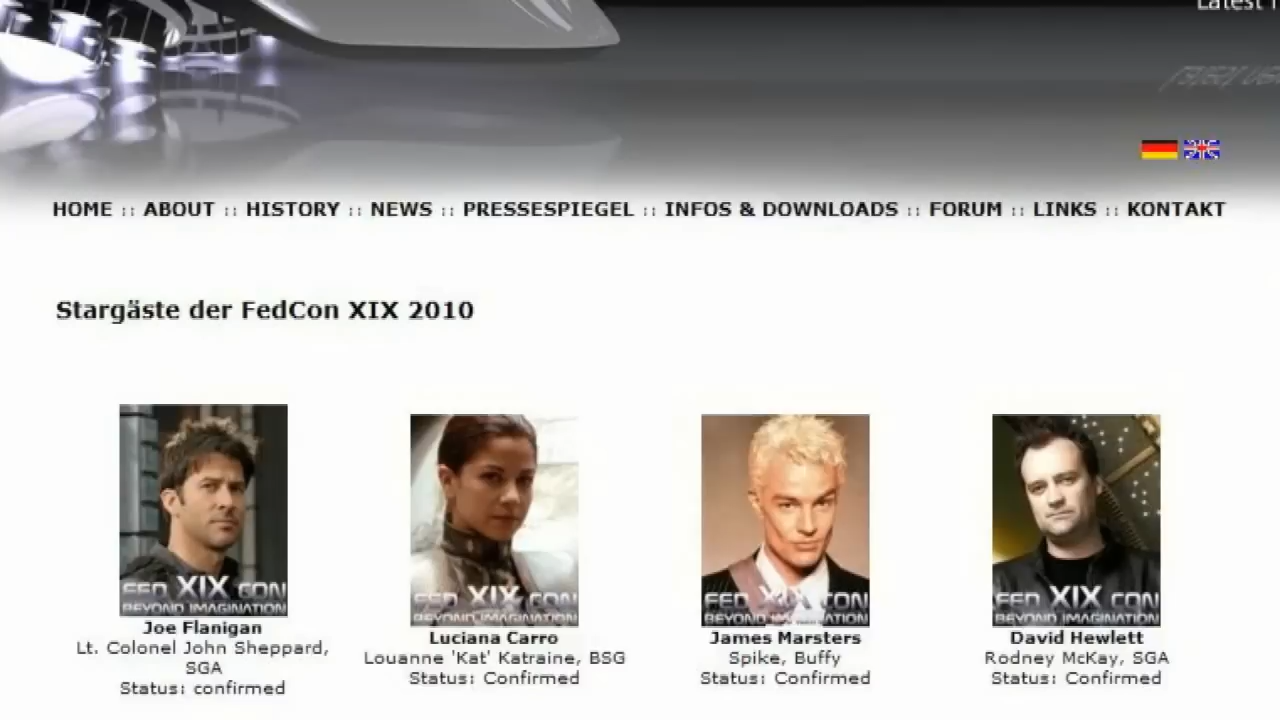 HOME :: ABOUT :: HISTORY :: NEWS :: PRESSESPIEGEL :: INFOS & DOWNLOADS :: FORUM :: LINKS :: KONTAKT
Stargäste der FedCon XIX 2010
FED XIX CON
BEYOND IMAGINATION
Joe Flanigan
Lt. Colonel John Sheppard,
SGA
Status: confirmed
FED XIX CON
BEYOND IMAGINATION
Luciana Carro
Louanne 'Kat' Katraine, BSG
Status: Confirmed
FED XIX CON
BEYOND IMAGINATION
James Marsters
Spike, Buffy
Status: Confirmed
FED XIX CON
BEYOND IMAGINATION
David Hewlett
Rodney McKay, SGA
Status: Confirmed